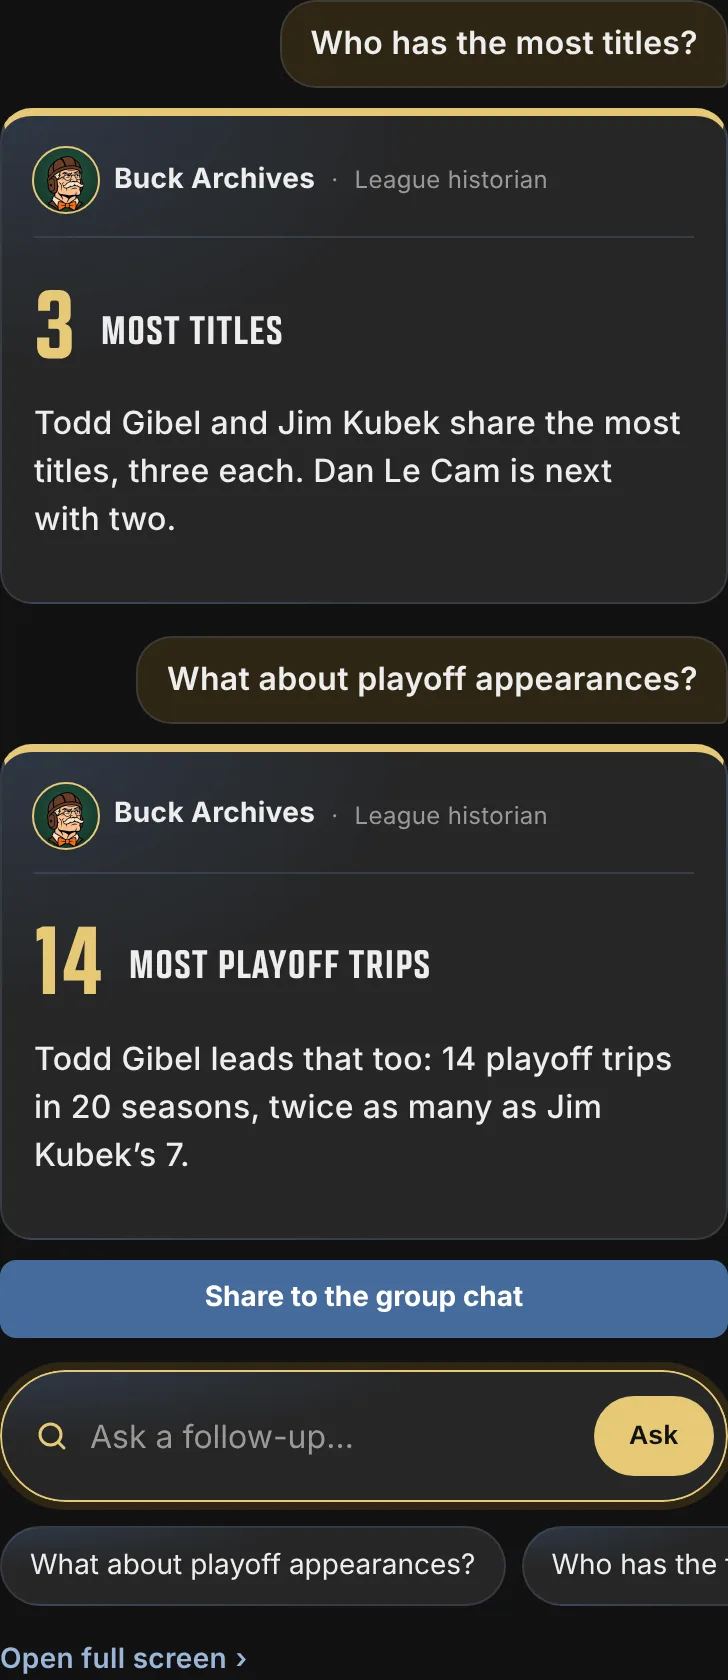 Who has the most titles?
Buck Archives · League historian
3 MOST TITLES
Todd Gibel and Jim Kubek share the most
titles, three each. Dan Le Cam is next
with two.
What about playoff appearances?
Buck Archives · League historian
14 MOST PLAYOFF TRIPS
Todd Gibel leads that too: 14 playoff trips
in 20 seasons, twice as many as Jim
Kubek’s 7.
Share to the group chat
Ask a follow-up... Ask
What about playoff appearances? Who has the
Open full screen ›